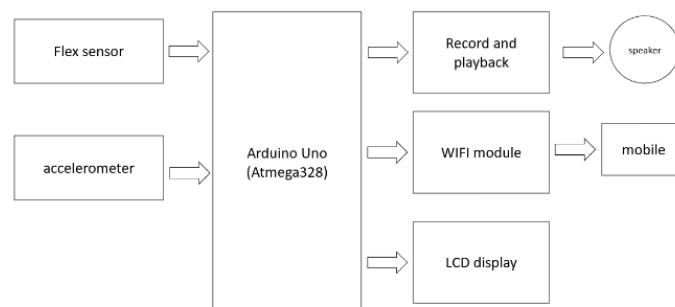 Flex sensor
accelerometer
Arduino Uno
(Atmega328)
Record and
playback
speaker
WIFI module
mobile
LCD display